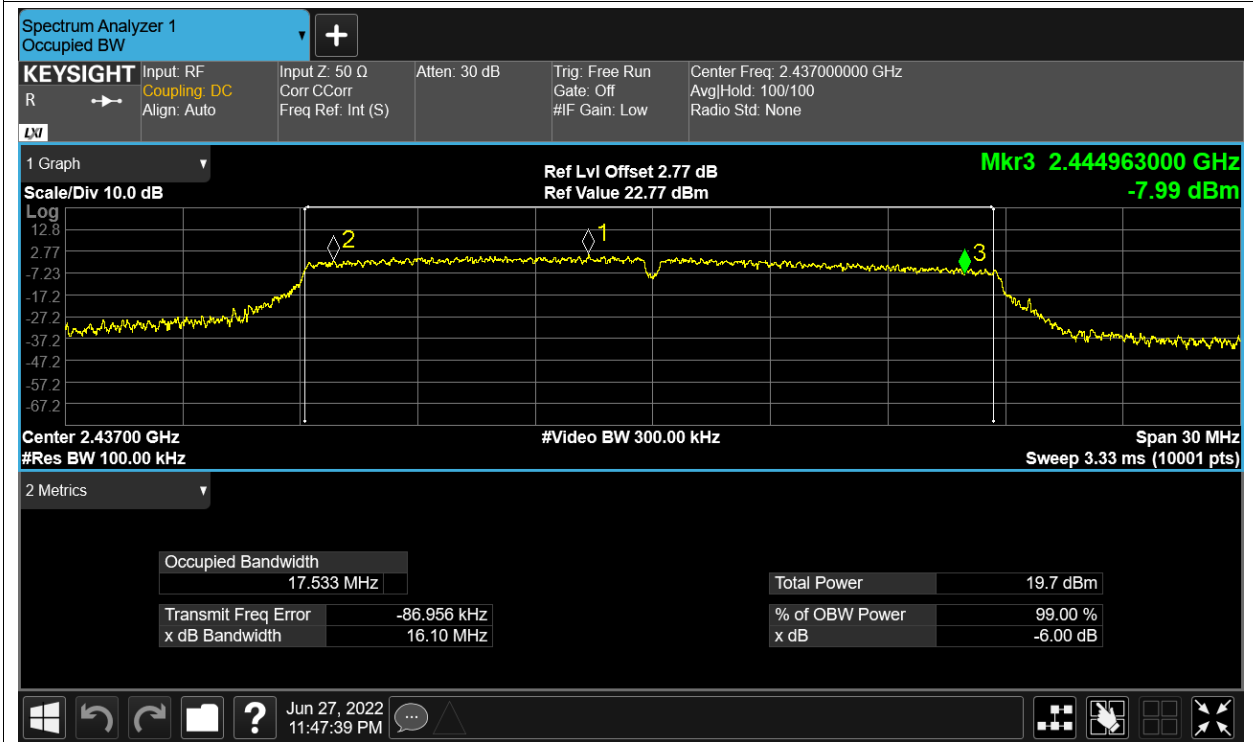 Spectrum Analyzer 1
Occupied BW
KEYSIGHT
R
LXI
Input: RF
Coupling: DC
Align: Auto
Input Z: 50 Ω
Corr CCorr
Freq Ref: Int (S)
Atten: 30 dB
Trig: Free Run
Gate: Off
#IF Gain: Low
Center Freq: 2.437000000 GHz
Avg|Hold: 100/100
Radio Std: None
1 Graph
Scale/Div 10.0 dB
Ref Lvl Offset 2.77 dB
Ref Value 22.77 dBm
Mkr3 2.444963000 GHz
-7.99 dBm
Log
12.8
2.77
-7.23
-17.2
-27.2
-37.2
-47.2
-57.2
-67.2
2
1
3
Center 2.43700 GHz
#Video BW 300.00 kHz
Span 30 MHz
#Res BW 100.00 kHz
Sweep 3.33 ms (10001 pts)
2 Metrics
Occupied Bandwidth
17.533 MHz
Transmit Freq Error -86.956 kHz
x dB Bandwidth 16.10 MHz
Total Power 19.7 dBm
% of OBW Power 99.00 %
x dB -6.00 dB
?
Jun 27, 2022
11:47:39 PM